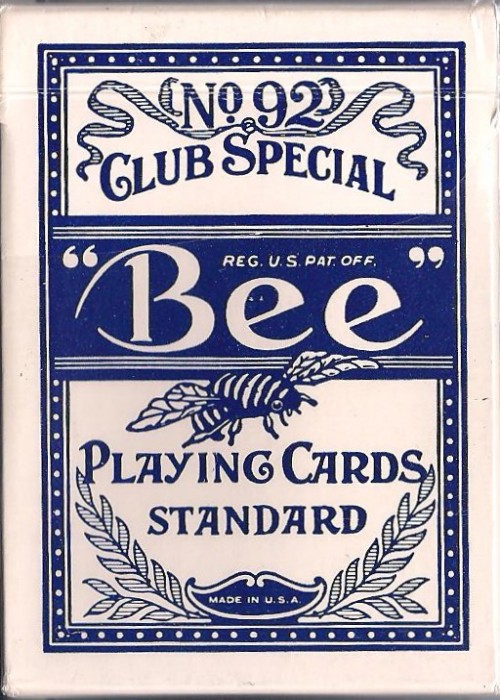 No 92
CLUB SPECIAL
REG. U.S. PAT. OFF.
“Bee”
PLAYING CARDS
STANDARD
MADE IN U.S.A.